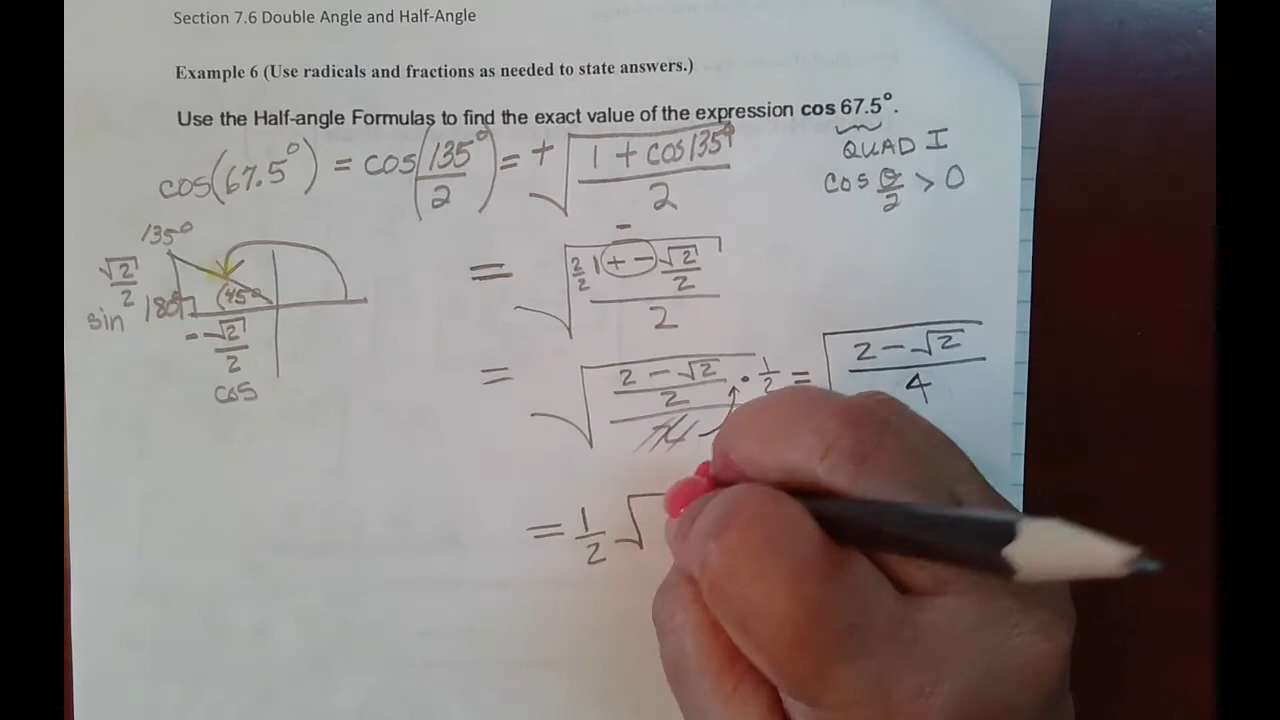 Section 7.6 Double Angle and Half-Angle
Example 6 (Use radicals and fractions as needed to state answers.)
Use the Half-angle Formulas to find the exact value of the expression cos 67.5°.
cos(67.5°) = cos(135°/2) = +√((1 + cos135°)/2)
QUAD I
cos θ/2 > 0
135°
√2/2
sin
180°
45°
-√2/2
cos
-
= √((2/2 1 + - √2/2)/2)
= √((2 - √2)/2 · 1/2 = √((2 - √2)/4)
= 1/2 √